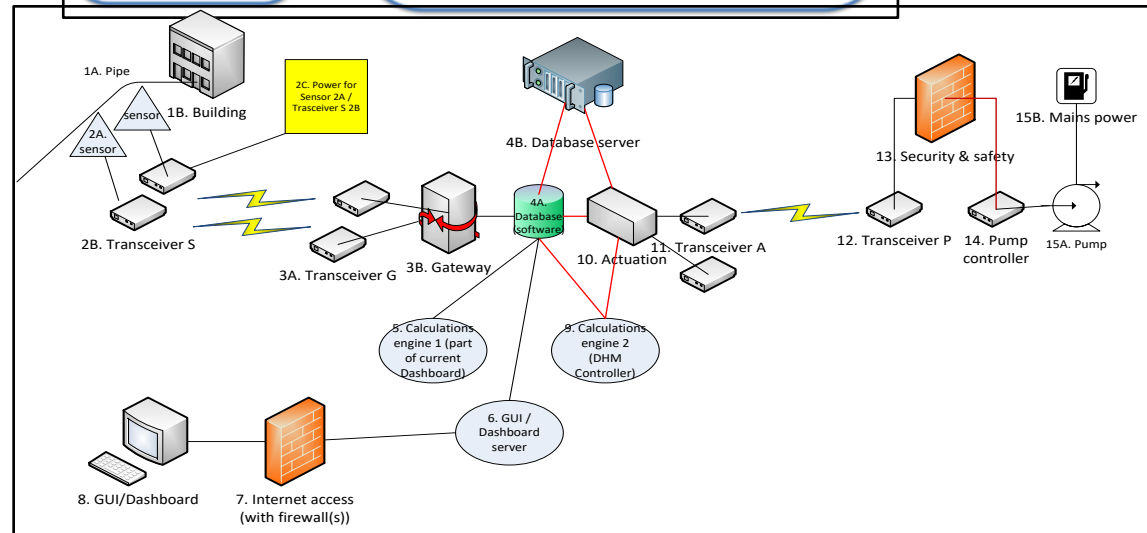 1A. Pipe
1B. Building
sensor
2A.
sensor
2C. Power for
Sensor 2A /
Trasceiver S 2B
2B. Transceiver S
3A. Transceiver G
3B. Gateway
4B. Database server
4A.
Database
software)
10. Actuation
11. Transceiver A
12. Transceiver P
13. Security & safety
14. Pump
controller
15B. Mains power
15A. Pump
5. Calculations
engine 1 (part
of current
Dashboard)
9. Calculations
engine 2
(DHM
Controller)
6. GUI /
Dashboard
server
8. GUI/Dashboard
7. Internet access
(with firewall(s))